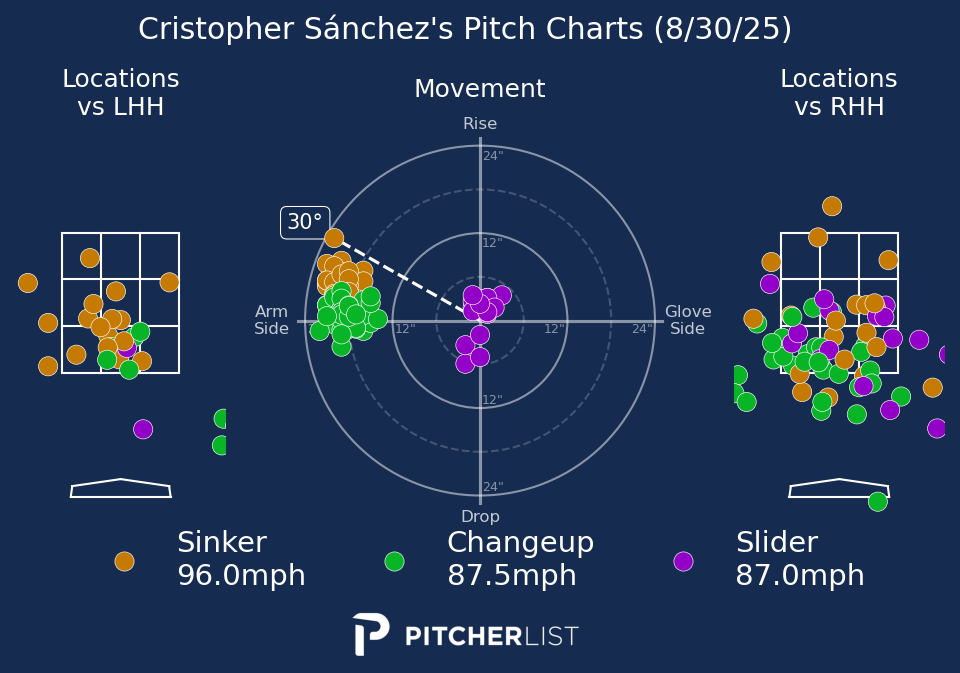 Cristopher Sánchez's Pitch Charts (8/30/25)
Locations
vs LHH
Movement
Locations
vs RHH
Rise
24"
30°
12"
Arm
Side
12"
12"
24"
Glove
Side
12"
24"
Drop
Sinker
96.0mph
Changeup
87.5mph
Slider
87.0mph
PITCHERLIST